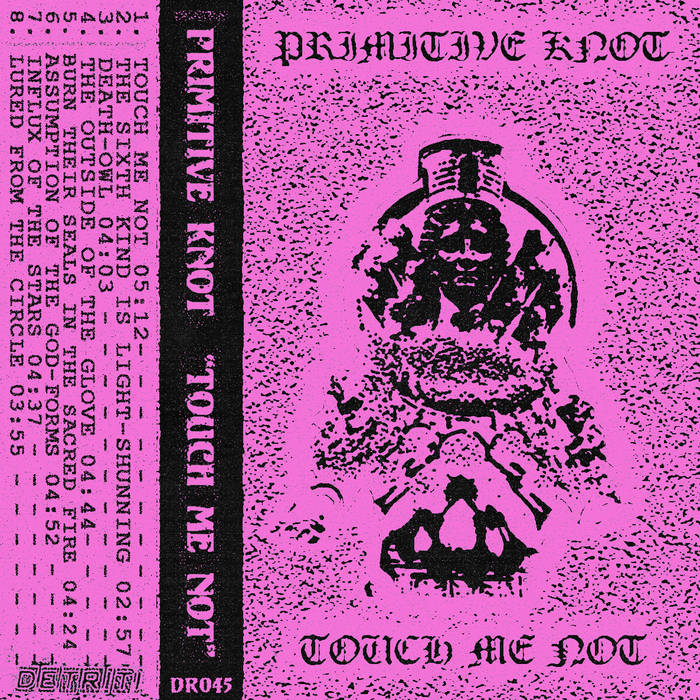 1. TOUCH ME NOT 05:12- - - - - - - - -
2. THE SIXTH KIND IS LIGHT-SHUNNING 02:57
3. DEATH-OWL 04:03 - - - - - - - - - -
4. THE OUTSIDE OF THE GLOVE 04:44- - -
5. BURN THEIR SEALS IN THE SACRED FIRE 04:24
6. ASSUMPTION OF THE GOD-FORMS 04:52 - -
7. INFLUX OF THE STARS 04:37 - - - - -
8. LURED FROM THE CIRCLE 03:55 - - - - -
DETRITI
PRIMITIVE KNOT "TOUCH ME NOT"
DR045
PRIMITIVE KNOT
TOUCH ME NOT